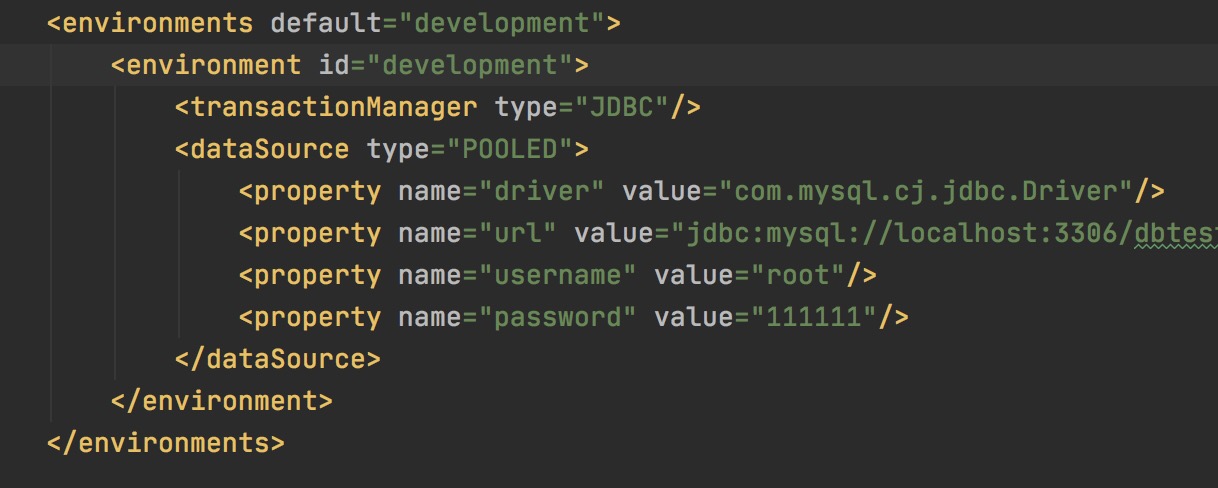 <environments default="development">
<environment id="development">
<transactionManager type="JDBC"/>
<dataSource type="POOLED">
<property name="driver" value="com.mysql.cj.jdbc.Driver"/>
<property name="url" value="jdbc:mysql://localhost:3306/dbtest
<property name="username" value="root"/>
<property name="password" value="111111"/>
</dataSource>
</environment>
</environments>